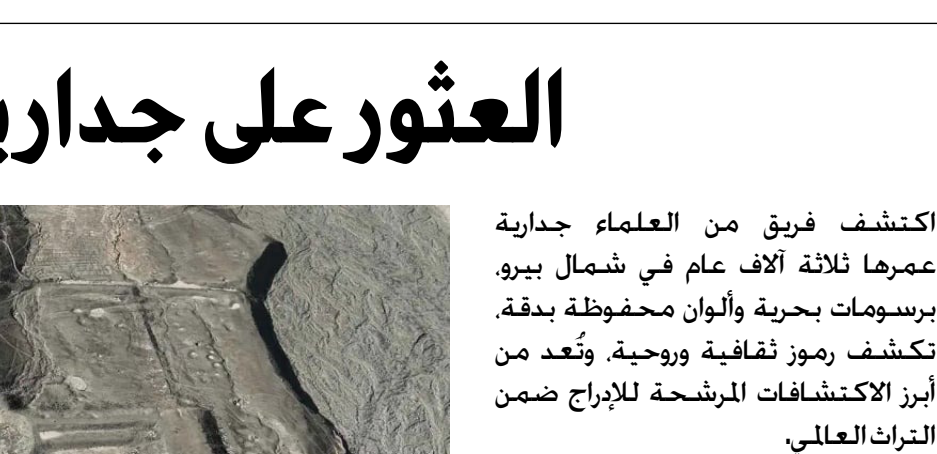 العثور على جداري
اكتشف فريق من العلماء جدارية
عمرها ثلاثة آلاف عام في شمال بيرو،
برسومات بحرية وألوان محفوظة بدقة،
تكشف رموز ثقافية وروحية، وتُعد من
أبرز الاكتشافات المرشحة للإدراج ضمن
التراث العالمي.